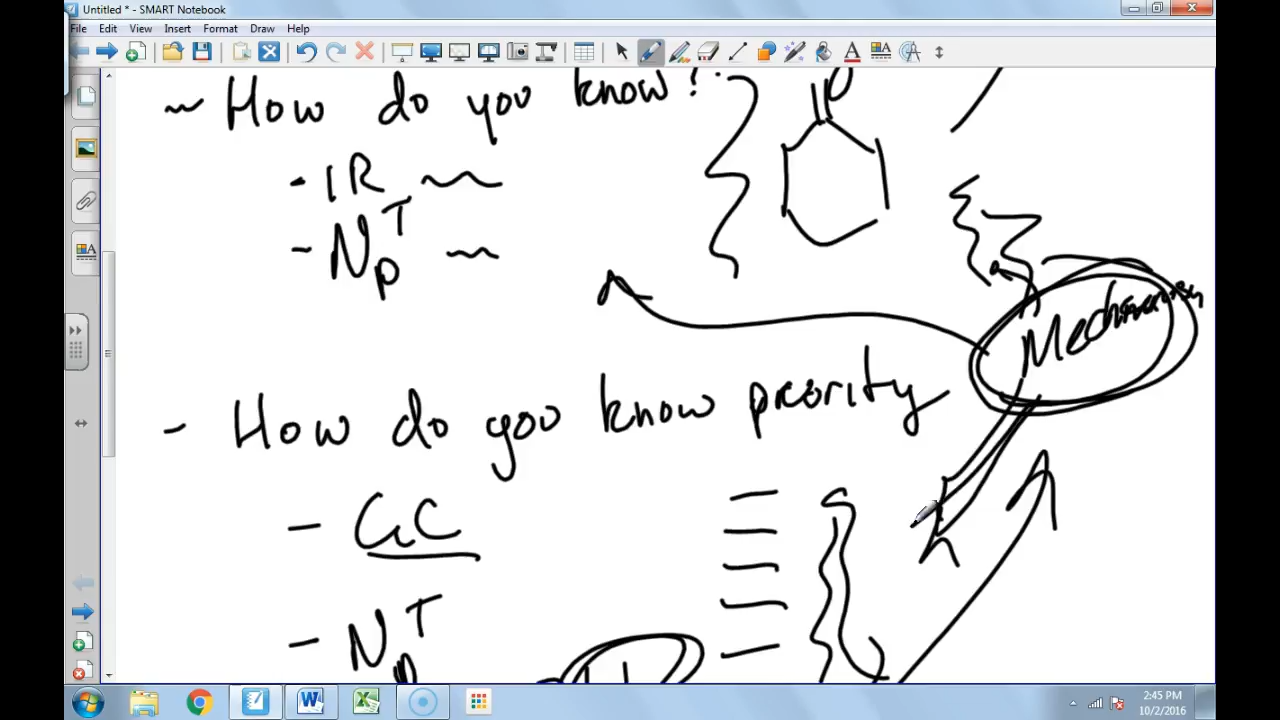 Untitled * - SMART Notebook
File Edit View Insert Format Draw Help
~ How do you know?
- IR
- N T p
O
Mechanism
- How do you know priority
- GC
- N T p
2:45 PM
10/2/2016